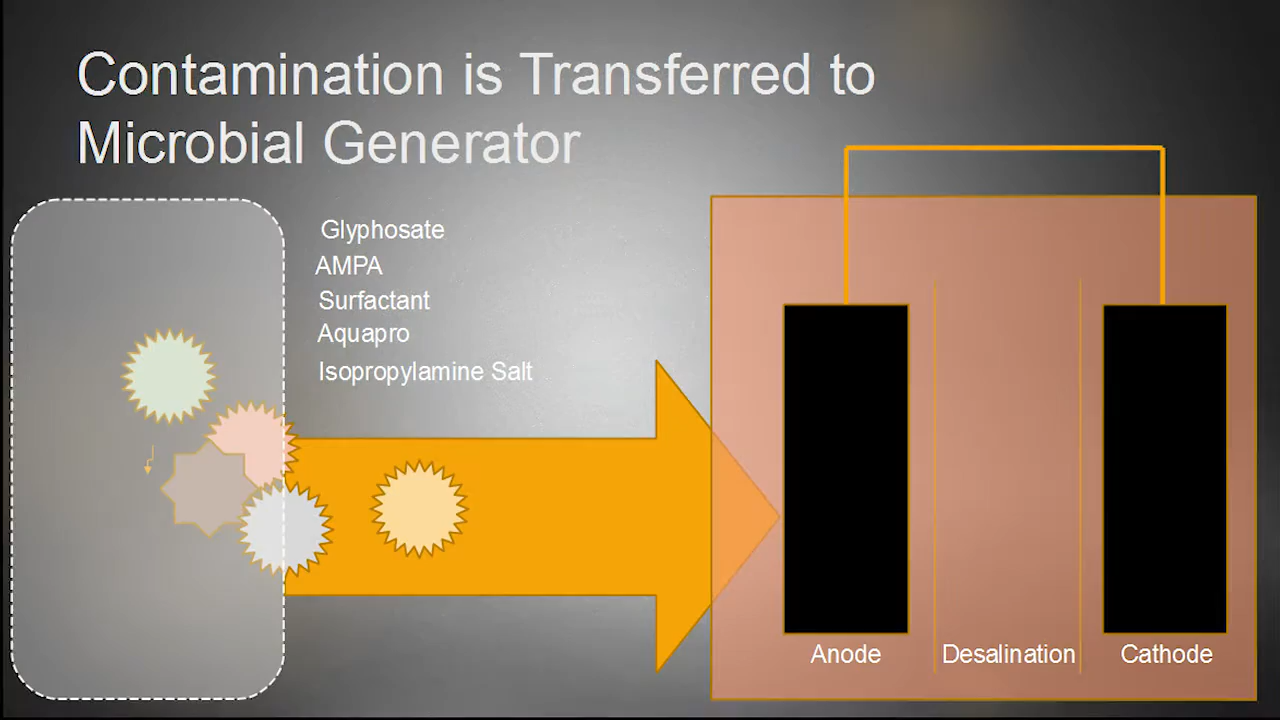 Contamination is Transferred to
Microbial Generator
Glyphosate
AMPA
Surfactant
Aquapro
Isopropylamine Salt
Anode
Desalination
Cathode